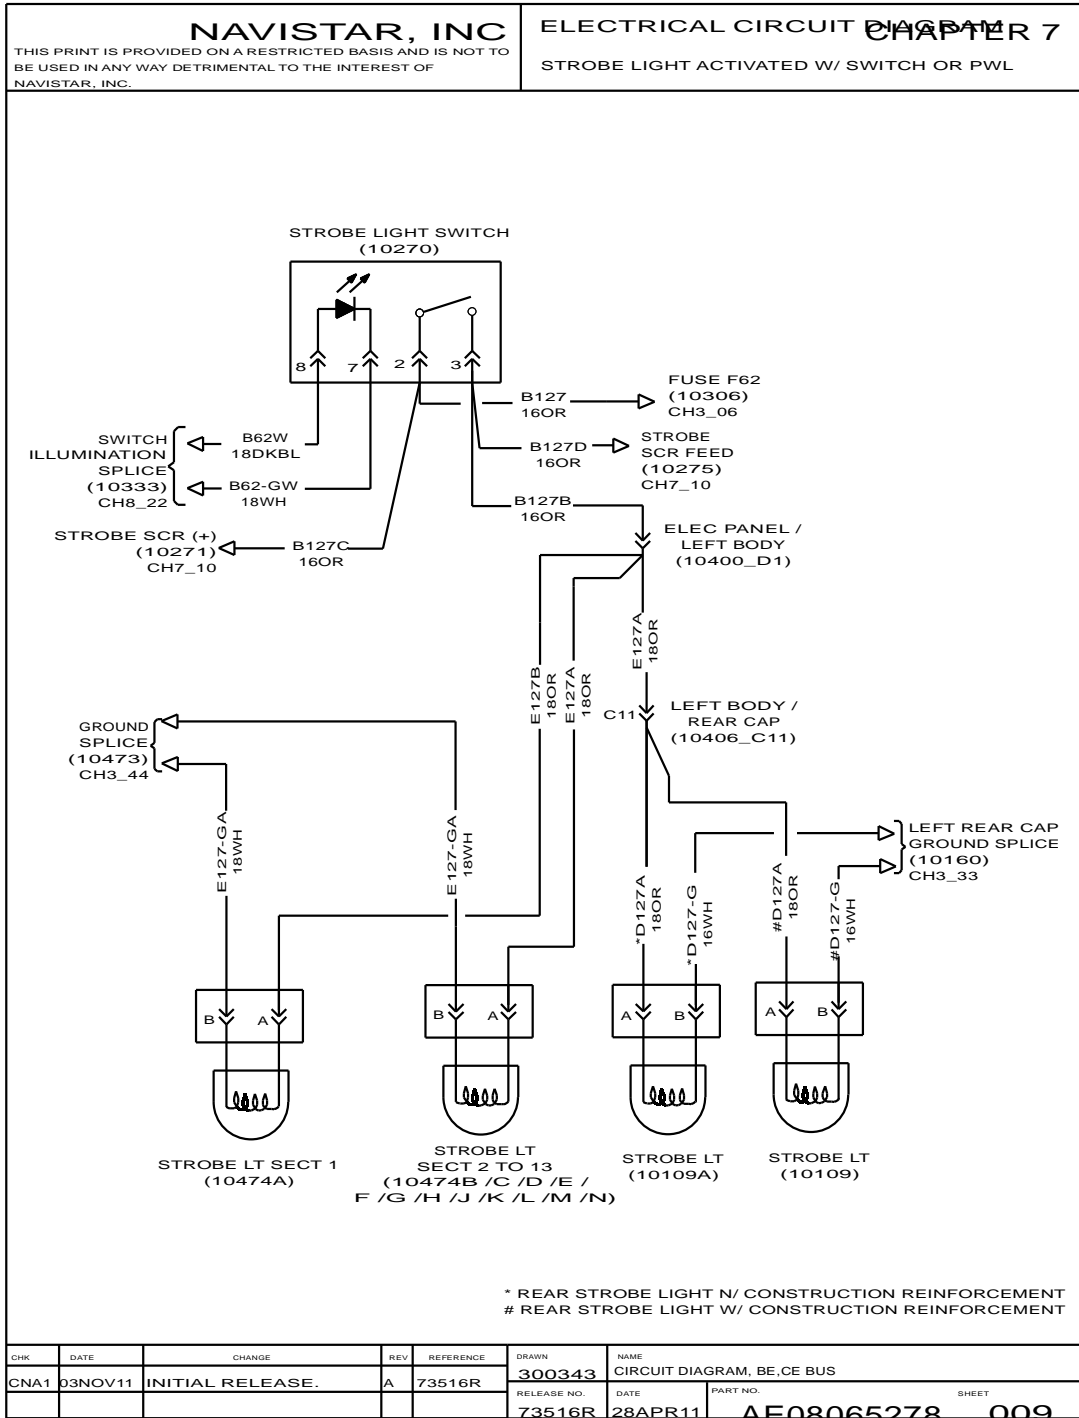 NAVISTAR, INC
THIS PRINT IS PROVIDED ON A RESTRICTED BASIS AND IS NOT TO
BE USED IN ANY WAY DETRIMENTAL TO THE INTEREST OF
NAVISTAR, INC.
ELECTRICAL CIRCUIT DIAGRAM
CHAPTER 7
STROBE LIGHT ACTIVATED W/ SWITCH OR PWL
STROBE LIGHT SWITCH
(10270)
8
7
2
3
B127
16OR
FUSE F62
(10306)
CH3_06
B127D
16OR
STROBE
SCR FEED
(10275)
CH7_10
SWITCH
ILLUMINATION
SPLICE
(10333)
CH8_22
B62W
18DKBL
B62-GW
18WH
B127B
16OR
STROBE SCR (+)
(10271)
CH7_10
B127C
16OR
ELEC PANEL /
LEFT BODY
(10400_D1)
E127B
18OR
E127A
18OR
E127A
18OR
C11
LEFT BODY /
REAR CAP
(10406_C11)
GROUND
SPLICE
(10473)
CH3_44
E127-GA
18WH
E127-GA
18WH
*D127A
18OR
*D127-G
16WH
#D127A
18OR
#D127-G
16WH
LEFT REAR CAP
GROUND SPLICE
(10160)
CH3_33
B
A
B
A
A
B
A
B
STROBE LT SECT 1
(10474A)
STROBE LT
SECT 2 TO 13
(10474B /C /D /E /
F /G /H /J /K /L /M /N)
STROBE LT
(10109A)
STROBE LT
(10109)
* REAR STROBE LIGHT N/ CONSTRUCTION REINFORCEMENT
# REAR STROBE LIGHT W/ CONSTRUCTION REINFORCEMENT
CHK DATE CHANGE REV REFERENCE
CNA1 03NOV11 INITIAL RELEASE. A 73516R
DRAWN
300343
NAME
CIRCUIT DIAGRAM, BE,CE BUS
RELEASE NO.
73516R
DATE
28APR11
PART NO.
AE08065278
SHEET
009